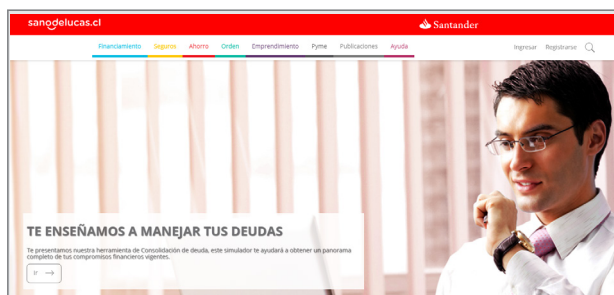 sanodelucas.cl
Santander
Financiamiento Seguros Ahorro Orden Emprendimiento Pyme Publicaciones Ayuda
Ingresar Registrarse
TE ENSEÑAMOS A MANEJAR TUS DEUDAS
Te presentamos nuestra herramienta de Consolidación de deuda, este simulador te ayudará a obtener un panorama
completo de tus compromisos financieros vigentes.
Ir